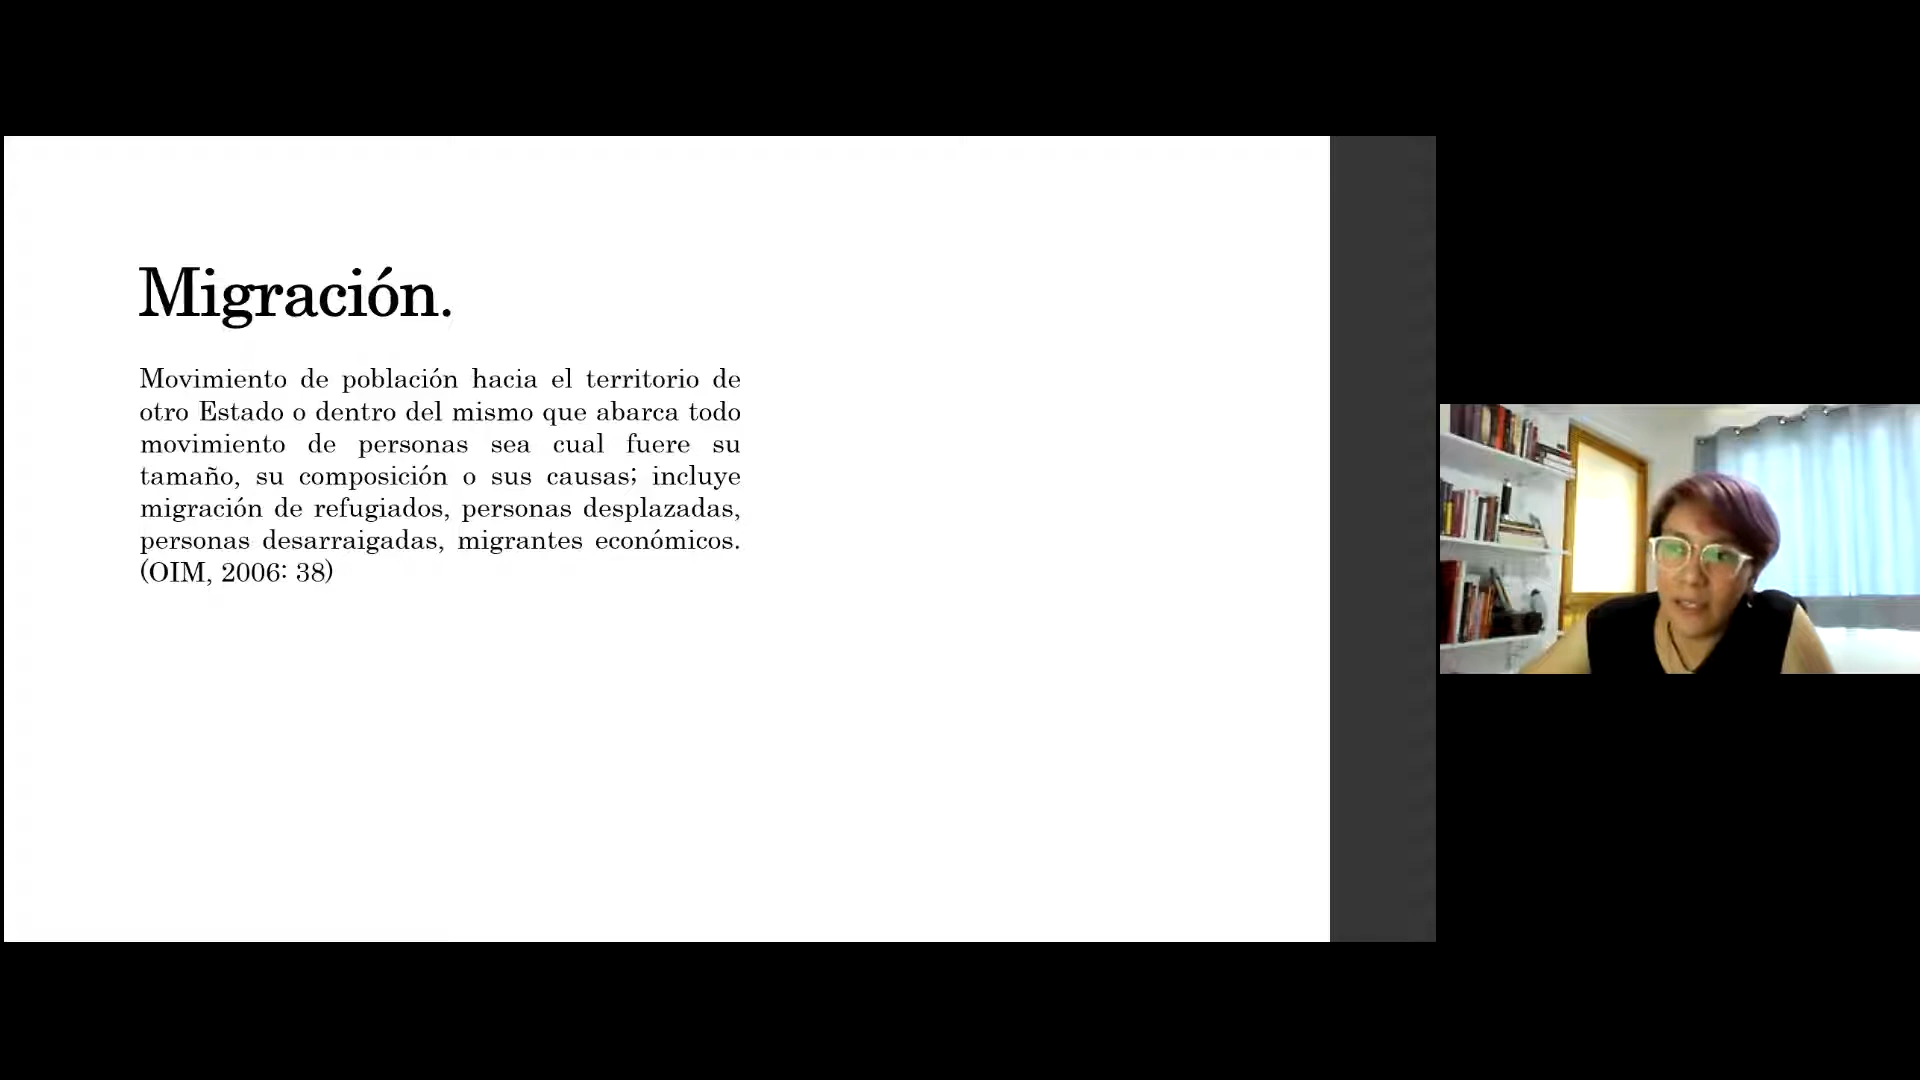 Migración.
Movimiento de población hacia el territorio de
otro Estado o dentro del mismo que abarca todo
movimiento de personas sea cual fuere su
tamaño, su composición o sus causas; incluye
migración de refugiados, personas desplazadas,
personas desarraigadas, migrantes económicos.
(OIM, 2006: 38)